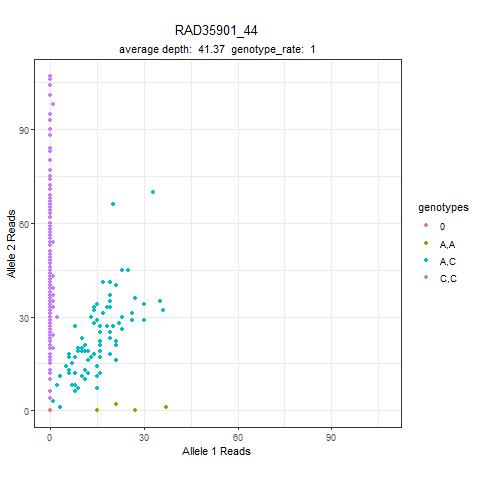 RAD35901_44
average depth: 41.37 genotype_rate: 1
Allele 2 Reads
90
60
30
0
0 30 60 90
Allele 1 Reads
genotypes
0
A,A
A,C
C,C